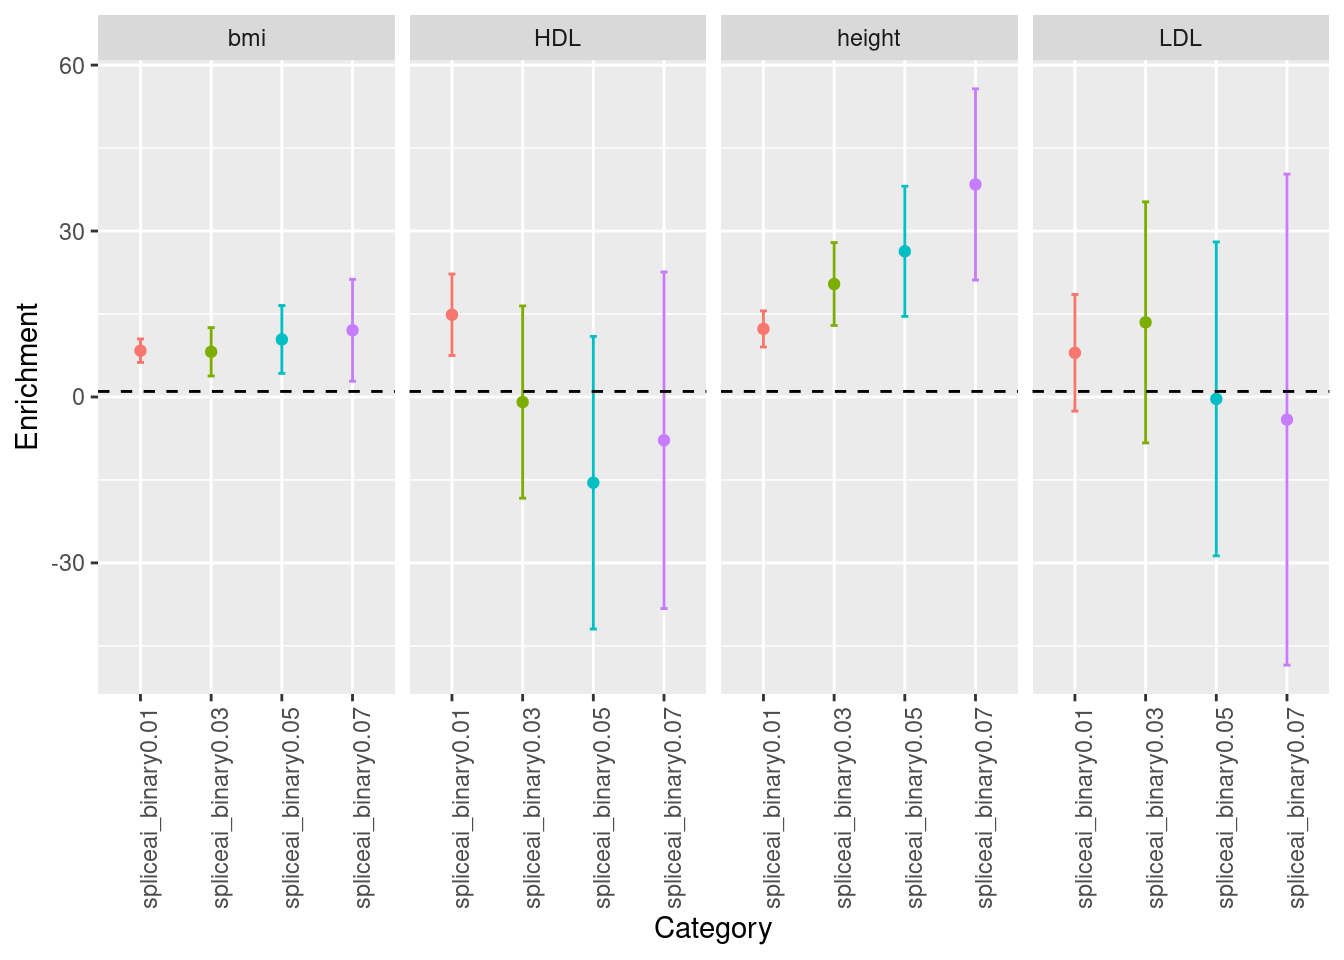 bmi
HDL
height
LDL
Enrichment
60
30
0
-30
spliceai_binary0.01
spliceai_binary0.03
spliceai_binary0.05
spliceai_binary0.07
spliceai_binary0.01
spliceai_binary0.03
spliceai_binary0.05
spliceai_binary0.07
spliceai_binary0.01
spliceai_binary0.03
spliceai_binary0.05
spliceai_binary0.07
spliceai_binary0.01
spliceai_binary0.03
spliceai_binary0.05
spliceai_binary0.07
Category